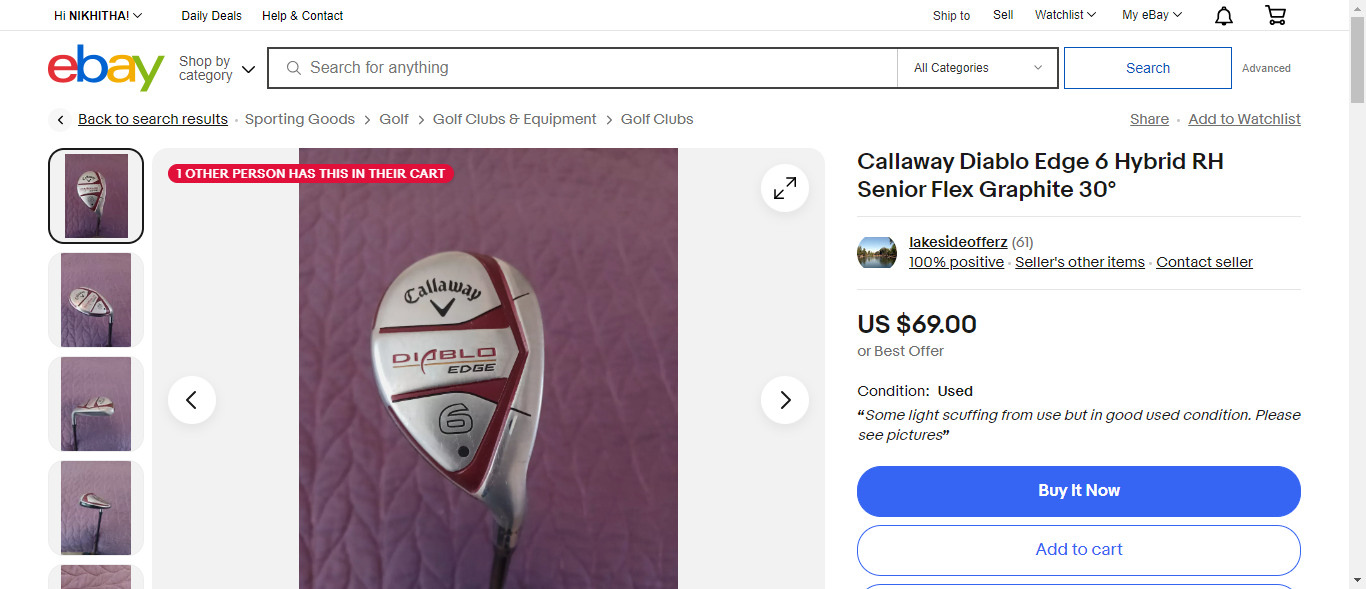 Hi NIKHITHA!
Daily Deals
Help & Contact
Ship to
Sell
Watchlist
My eBay
ebay
Shop by
category
Search for anything
All Categories
Search
Advanced
Back to search results
Sporting Goods
Golf
Golf Clubs & Equipment
Golf Clubs
Share
Add to Watchlist
1 OTHER PERSON HAS THIS IN THEIR CART
Callaway
DIABLO
EDGE
6
Callaway Diablo Edge 6 Hybrid RH
Senior Flex Graphite 30°
lakesideofferz (61)
100% positive · Seller's other items · Contact seller
US $69.00
or Best Offer
Condition: Used
“Some light scuffing from use but in good used condition. Please
see pictures”
Buy It Now
Add to cart